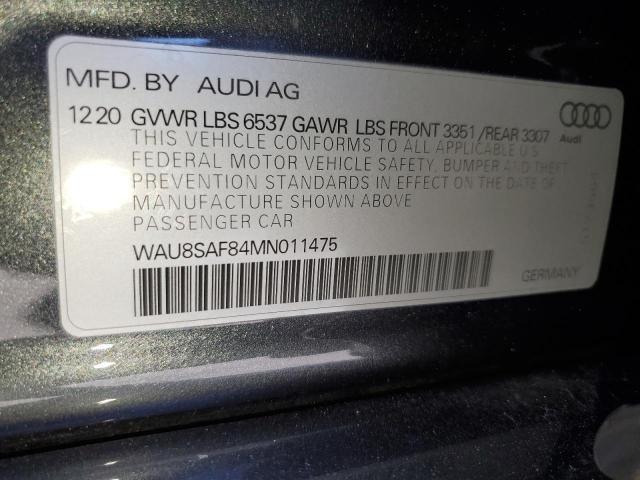 MFD. BY AUDI AG
12 20 GVWR LBS 6537 GAWR LBS FRONT 3351 / REAR 3307
Audi
THIS VEHICLE CONFORMS TO ALL APPLICABLE U S
FEDERAL MOTOR VEHICLE SAFETY, BUMPER AND THEFT
PREVENTION STANDARDS IN EFFECT ON THE DATE OF
MANUFACTURE SHOWN ABOVE
PASSENGER CAR
WAU8SAF84MN011475
GERMANY